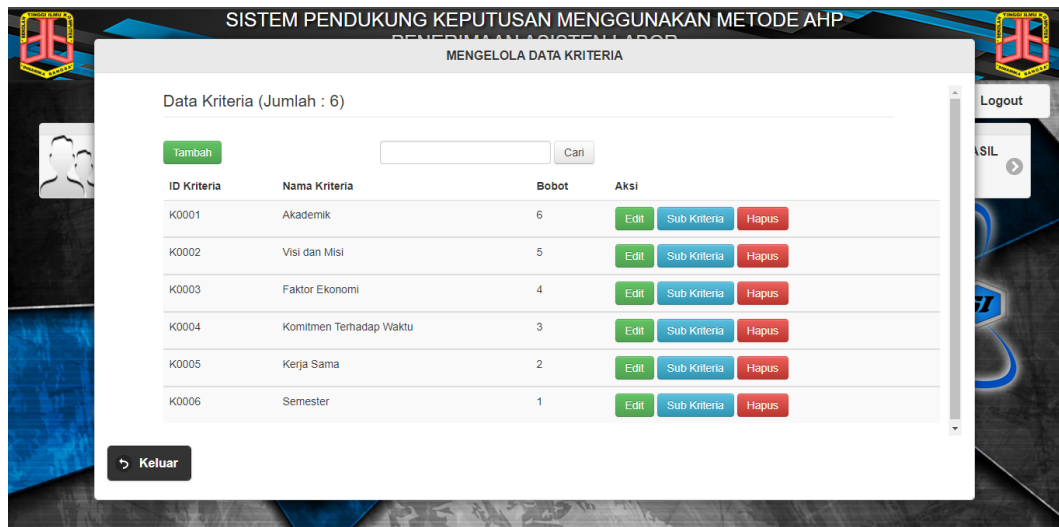 SISTEM PENDUKUNG KEPUTUSAN MENGGUNAKAN METODE AHP
PENERIMAAN ASISTEN LABOR
MENGELOLA DATA KRITERIA
Logout
Data Kriteria (Jumlah : 6)
Tambah Cari
ASIL
ID Kriteria Nama Kriteria Bobot Aksi
K0001 Akademik 6 Edit Sub Kriteria Hapus
K0002 Visi dan Misi 5 Edit Sub Kriteria Hapus
K0003 Faktor Ekonomi 4 Edit Sub Kriteria Hapus
K0004 Komitmen Terhadap Waktu 3 Edit Sub Kriteria Hapus
K0005 Kerja Sama 2 Edit Sub Kriteria Hapus
K0006 Semester 1 Edit Sub Kriteria Hapus
Keluar